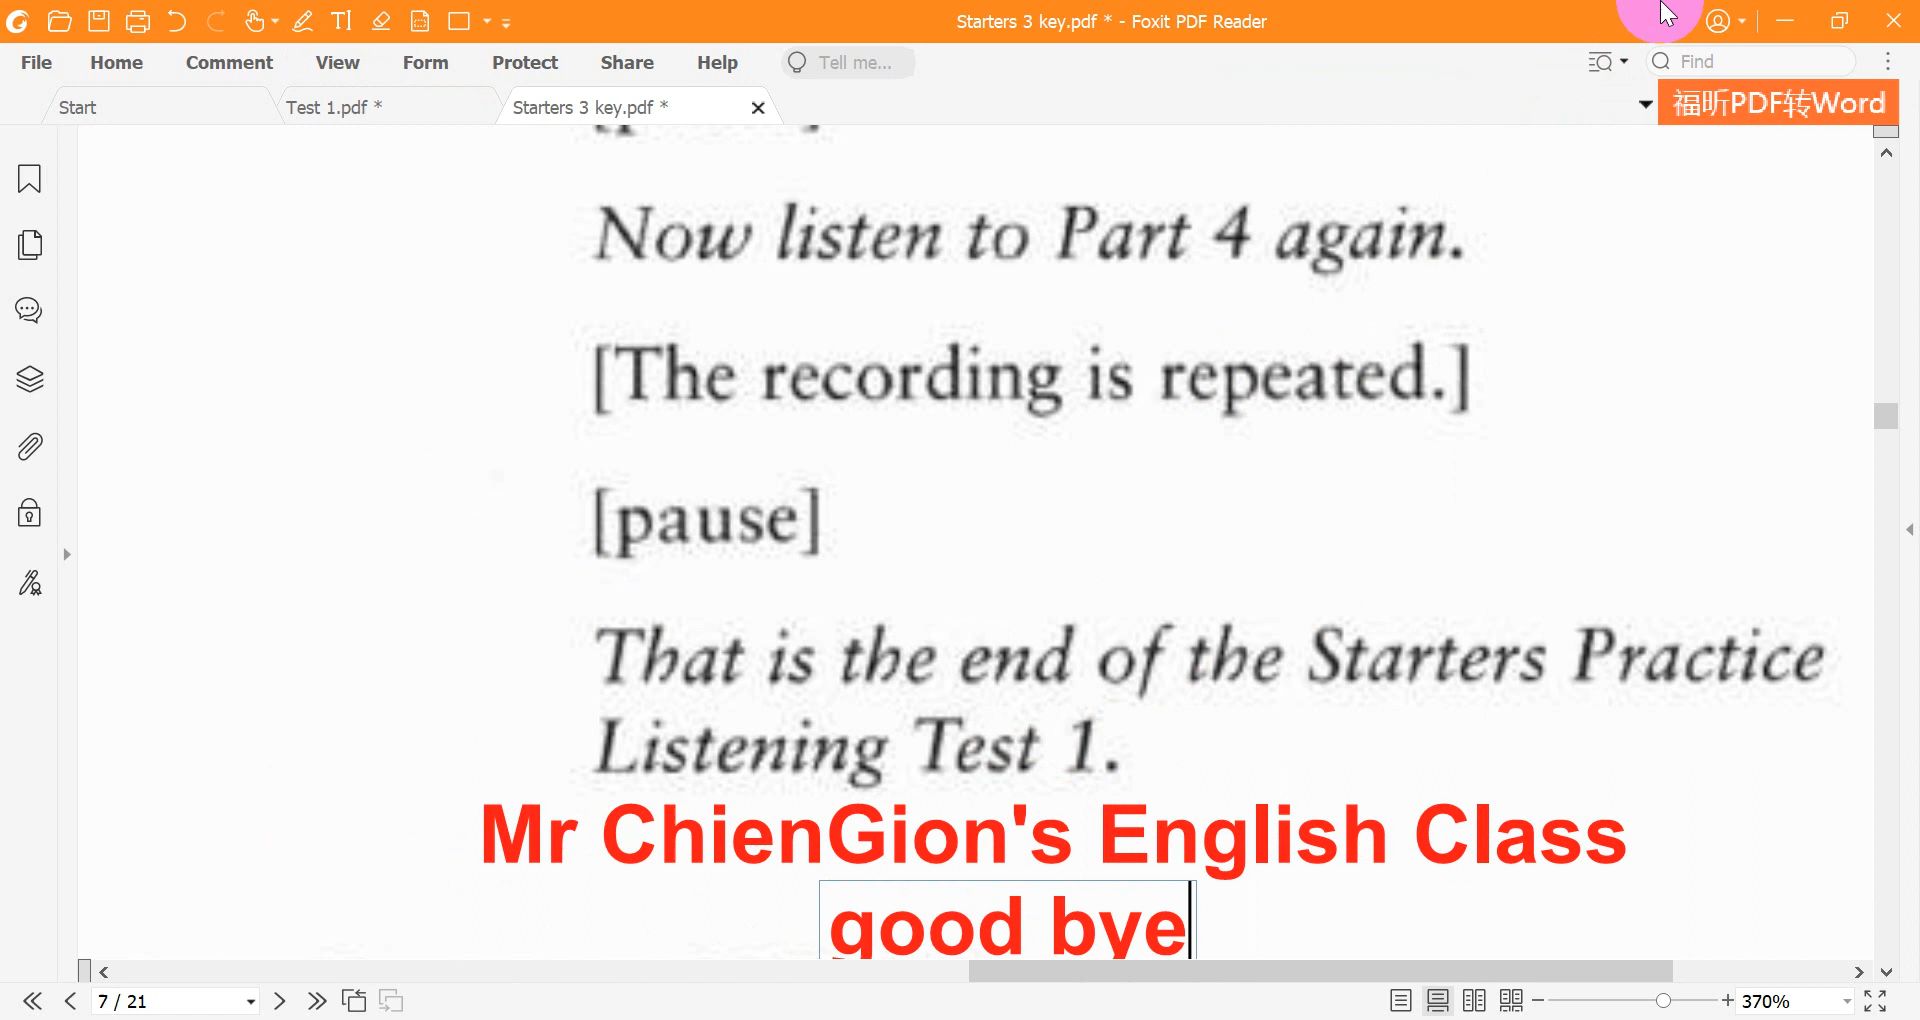 Starters 3 key.pdf * - Foxit PDF Reader
File Home Comment View Form Protect Share Help Tell me... Find
Start Test 1.pdf * Starters 3 key.pdf * 福昕PDF转Word
Now listen to Part 4 again.
[The recording is repeated.]
[pause]
That is the end of the Starters Practice
Listening Test 1.
Mr ChienGion's English Class
good bye
7 / 21 370%